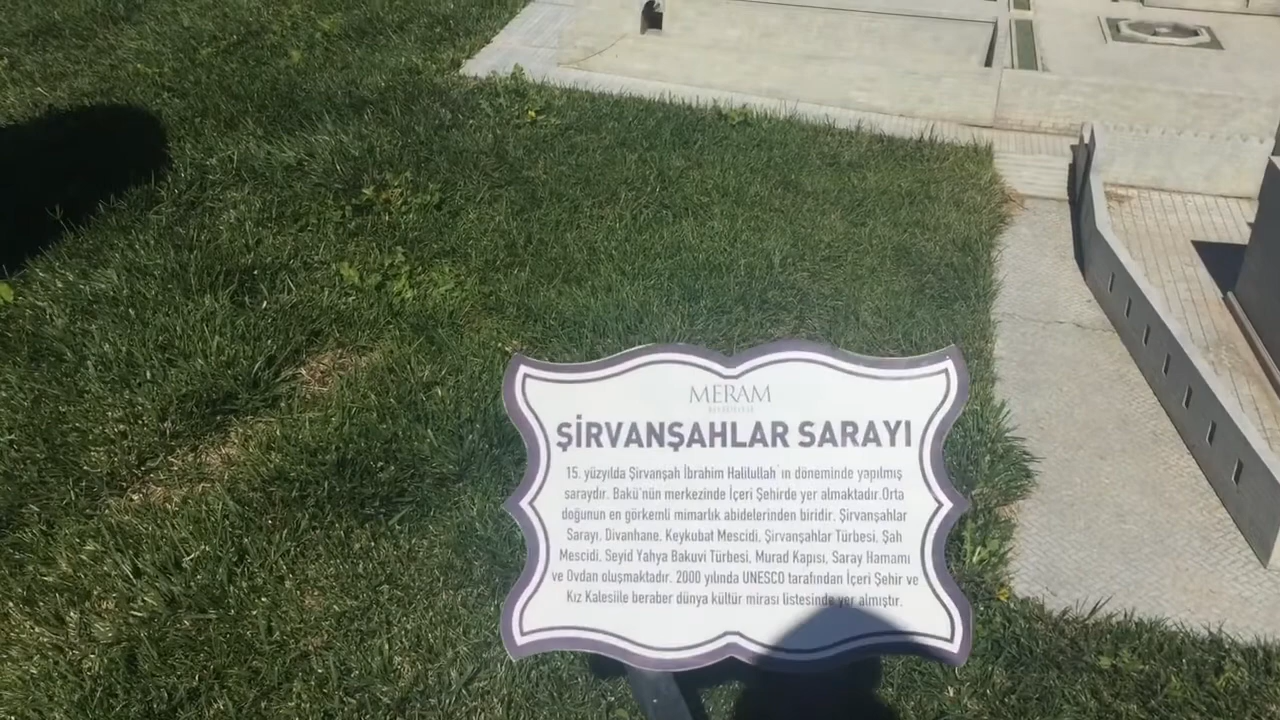 MERAM
BELEDİYESİ
ŞİRVANŞAHLAR SARAYI
15. yüzyılda Şirvanşah İbrahim Halilullah'ın döneminde yapılmış
saraydır. Bakü'nün merkezinde İçeri Şehirde yer almaktadır.Orta
doğunun en görkemli mimarlık abidelerinden biridir. Şirvanşahlar
Sarayı, Divanhane, Keykubat Mescidi, Şirvanşahlar Türbesi, Şah
Mescidi, Seyid Yahya Bakuvi Türbesi, Murad Kapısı, Saray Hamamı
ve Ovdan oluşmaktadır. 2000 yılında UNESCO tarafından İçeri Şehir ve
Kız Kalesiile beraber dünya kültür mirası listesinde yer almıştır.